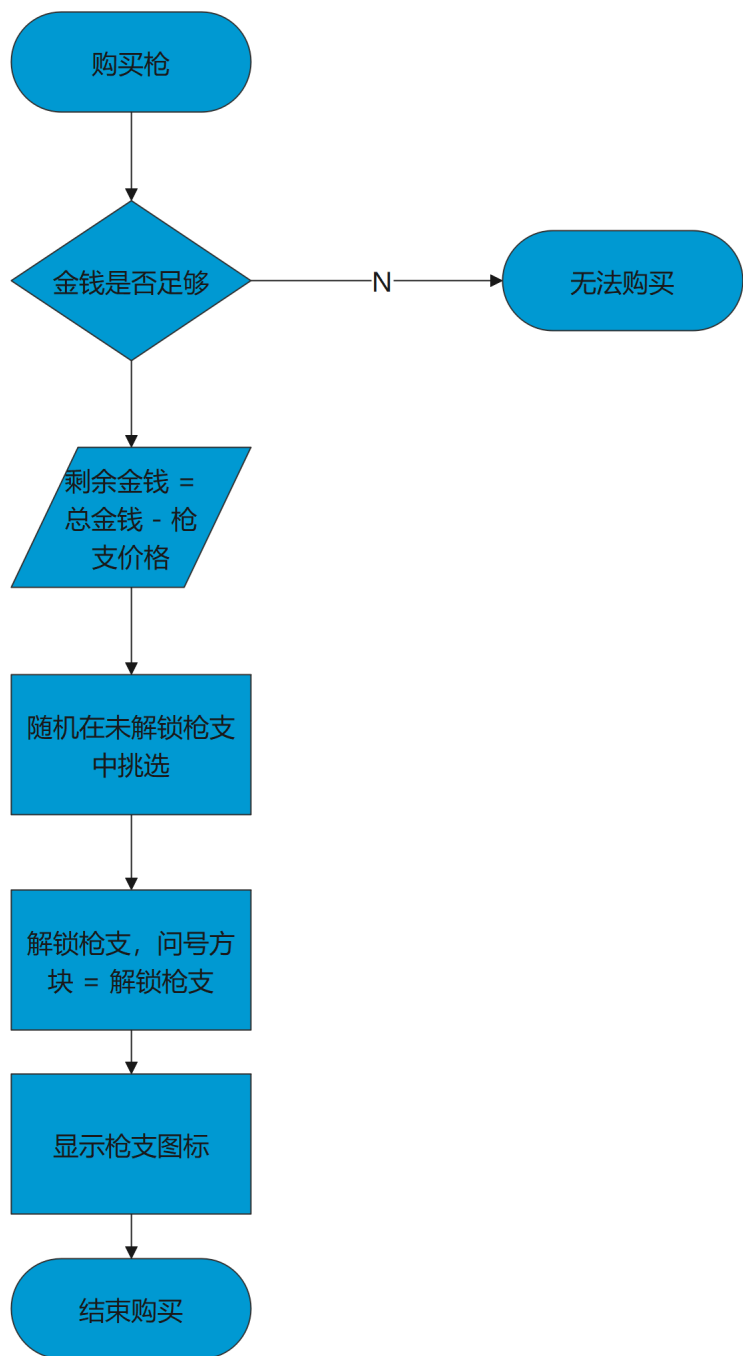 购买枪
金钱是否足够
N
无法购买
剩余金钱 =
总金钱 - 枪
支价格
随机在未解锁枪支
中挑选
解锁枪支，问号方
块 = 解锁枪支
显示枪支图标
结束购买